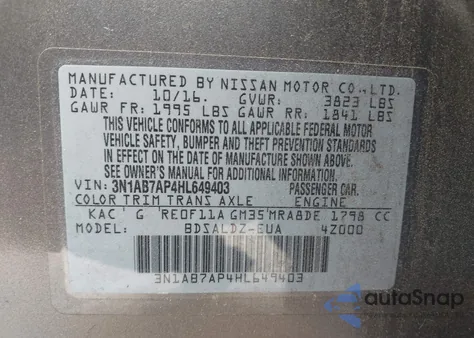 MANUFACTURED BY NISSAN MOTOR CO.,LTD.
DATE: 10/16. GVWR: 3823 LBS
GAWR FR: 1995 LBS GAWR RR: 1841 LBS
THIS VEHICLE CONFORMS TO ALL APPLICABLE FEDERAL MOTOR
VEHICLE SAFETY, BUMPER AND THEFT PREVENTION STANDARDS
IN EFFECT ON THE DATE OF MANUFACTURE SHOWN ABOVE.
SEE OWNER'S MANUAL FOR ADDITIONAL INFORMATION.
VIN: 3N1AB7AP4HL649403 PASSENGER CAR.
COLOR TRIM TRANS AXLE ENGINE
KAC' G RE0F11A GM35'MRA8DE 1798 CC
MODEL: BDSALDZ-EUA 4Z000
3N1AB7AP4HL649403
autoSnap